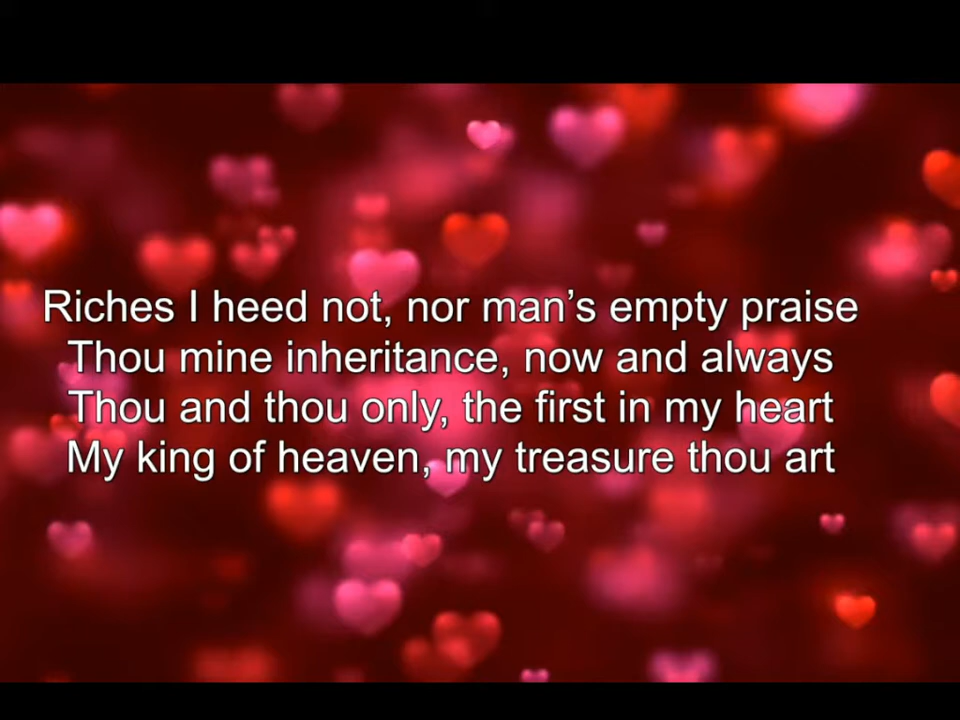 Riches I heed not, nor man’s empty praise
Thou mine inheritance, now and always
Thou and thou only, the first in my heart
My king of heaven, my treasure thou art